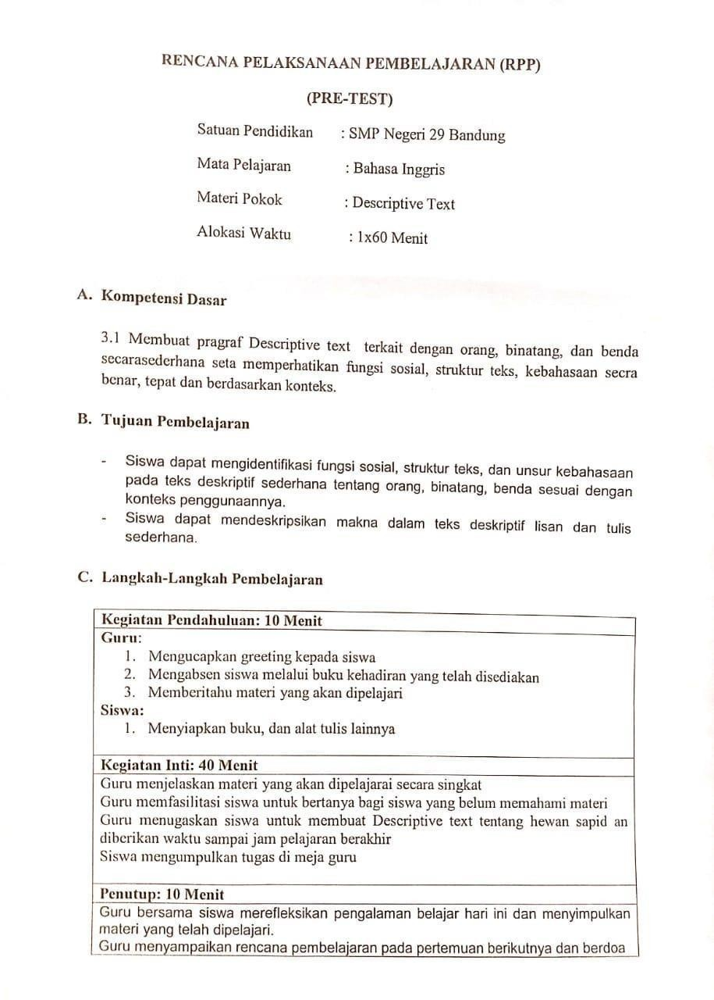 RENCANA PELAKSANAAN PEMBELAJARAN (RPP)
(PRE-TEST)
Satuan Pendidikan : SMP Negeri 29 Bandung
Mata Pelajaran : Bahasa Inggris
Materi Pokok : Descriptive Text
Alokasi Waktu : 1x60 Menit
A. Kompetensi Dasar
3.1 Membuat pragraf Descriptive text terkait dengan orang, binatang, dan benda
secarasederhana seta memperhatikan fungsi sosial, struktur teks, kebahasaan secra
benar, tepat dan berdasarkan konteks.
B. Tujuan Pembelajaran
- Siswa dapat mengidentifikasi fungsi sosial, struktur teks, dan unsur kebahasaan
pada teks deskriptif sederhana tentang orang, binatang, benda sesuai dengan
konteks penggunaannya.
- Siswa dapat mendeskripsikan makna dalam teks deskriptif lisan dan tulis
sederhana.
C. Langkah-Langkah Pembelajaran
Kegiatan Pendahuluan: 10 Menit
Guru:
1. Mengucapkan greeting kepada siswa
2. Mengabsen siswa melalui buku kehadiran yang telah disediakan
3. Memberitahu materi yang akan dipelajari
Siswa:
1. Menyiapkan buku, dan alat tulis lainnya
Kegiatan Inti: 40 Menit
Guru menjelaskan materi yang akan dipelajarai secara singkat
Guru memfasilitasi siswa untuk bertanya bagi siswa yang belum memahami materi
Guru menugaskan siswa untuk membuat Descriptive text tentang hewan sapid an
diberikan waktu sampai jam pelajaran berakhir
Siswa mengumpulkan tugas di meja guru
Penutup: 10 Menit
Guru bersama siswa merefleksikan pengalaman belajar hari ini dan menyimpulkan
materi yang telah dipelajari.
Guru menyampaikan rencana pembelajaran pada pertemuan berikutnya dan berdoa